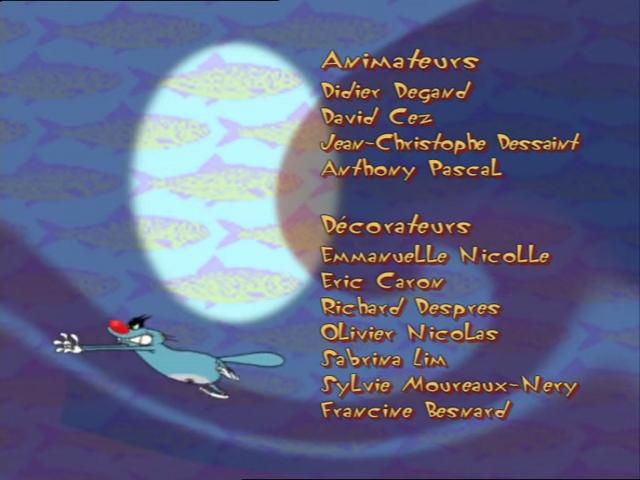 Animateurs
Didier Degand
David Cez
Jean-Christophe Dessaint
Anthony Pascal
Décorateurs
Emmanuelle Nicolle
Eric Caron
Richard Despres
Olivier Nicolas
Sabrina Lim
Sylvie Moureaux-Nery
Francine Besnard